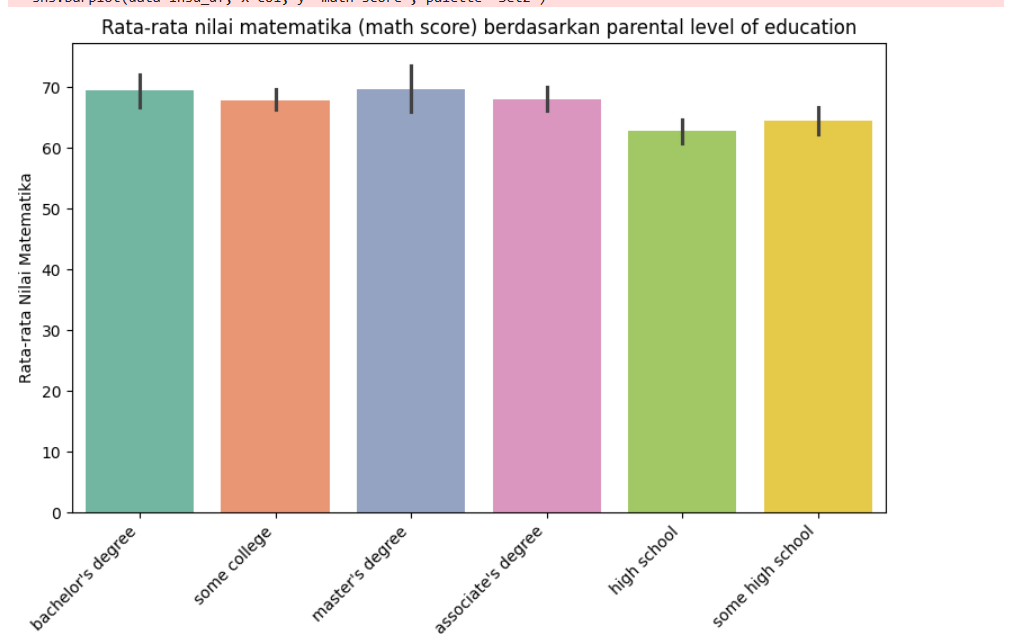 Rata-rata nilai matematika (math score) berdasarkan parental level of education
Rata-rata Nilai Matematika
70
60
50
40
30
20
10
0
bachelor's degree
some college
master's degree
associate's degree
high school
some high school